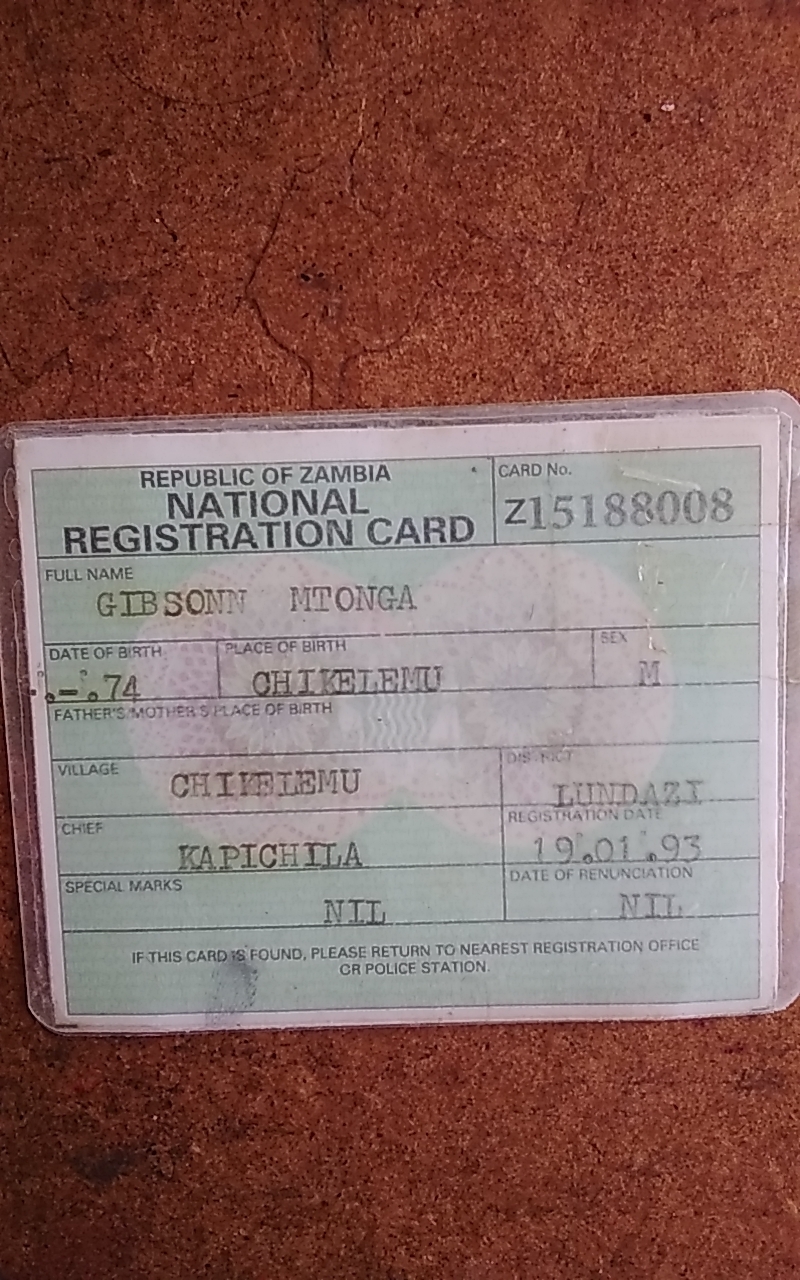 REPUBLIC OF ZAMBIA
NATIONAL
REGISTRATION CARD
CARD No.
Z15188008
FULL NAME
GIBSONN MTONGA
DATE OF BIRTH
.-.74
PLACE OF BIRTH
CHIKELEMU
SEX
M
FATHER'S/MOTHER'S PLACE OF BIRTH
VILLAGE
CHIKELEMU
DISTRICT
LUNDAZI
CHIEF
KAPICHILA
REGISTRATION DATE
19.01.93
SPECIAL MARKS
NIL
DATE OF RENUNCIATION
NIL
IF THIS CARD IS FOUND, PLEASE RETURN TO NEAREST REGISTRATION OFFICE
OR POLICE STATION.